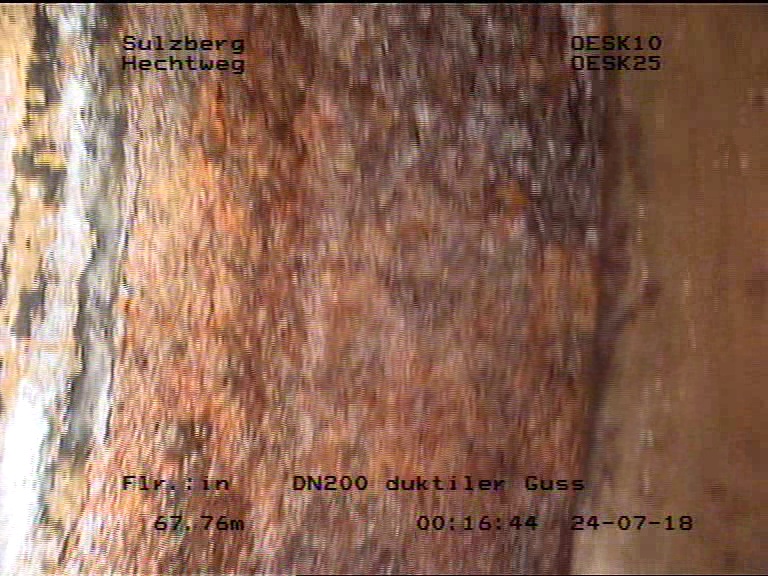 Sulzberg OESK10
Hechtweg OESK25
Flr.:in DN200 duktiler Guss
67.76m 00:16:44 24-07-18